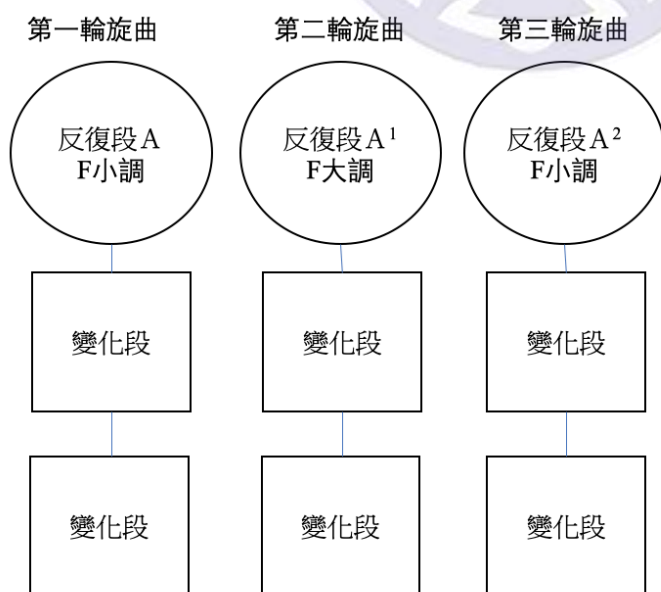 第一輪旋曲
第二輪旋曲
第三輪旋曲
反復段A
F小調
反復段A¹
F大調
反復段A²
F小調
變化段
變化段
變化段
變化段
變化段
變化段